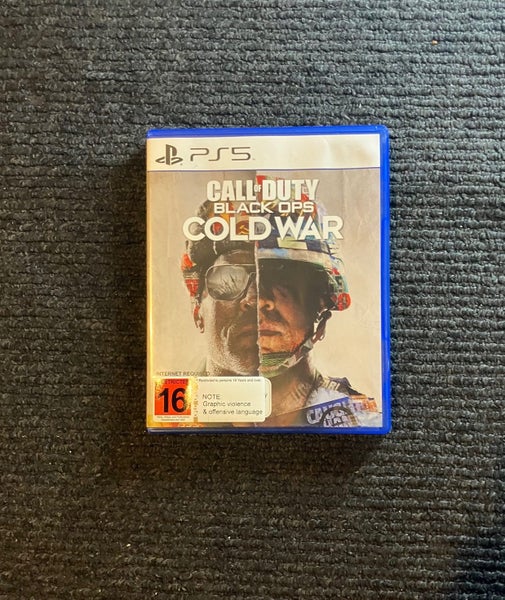 PS5
CALL OF DUTY
BLACK OPS
COLD WAR
INTERNET REQUIRED
16
NOTE:
Graphic violence
& offensive language